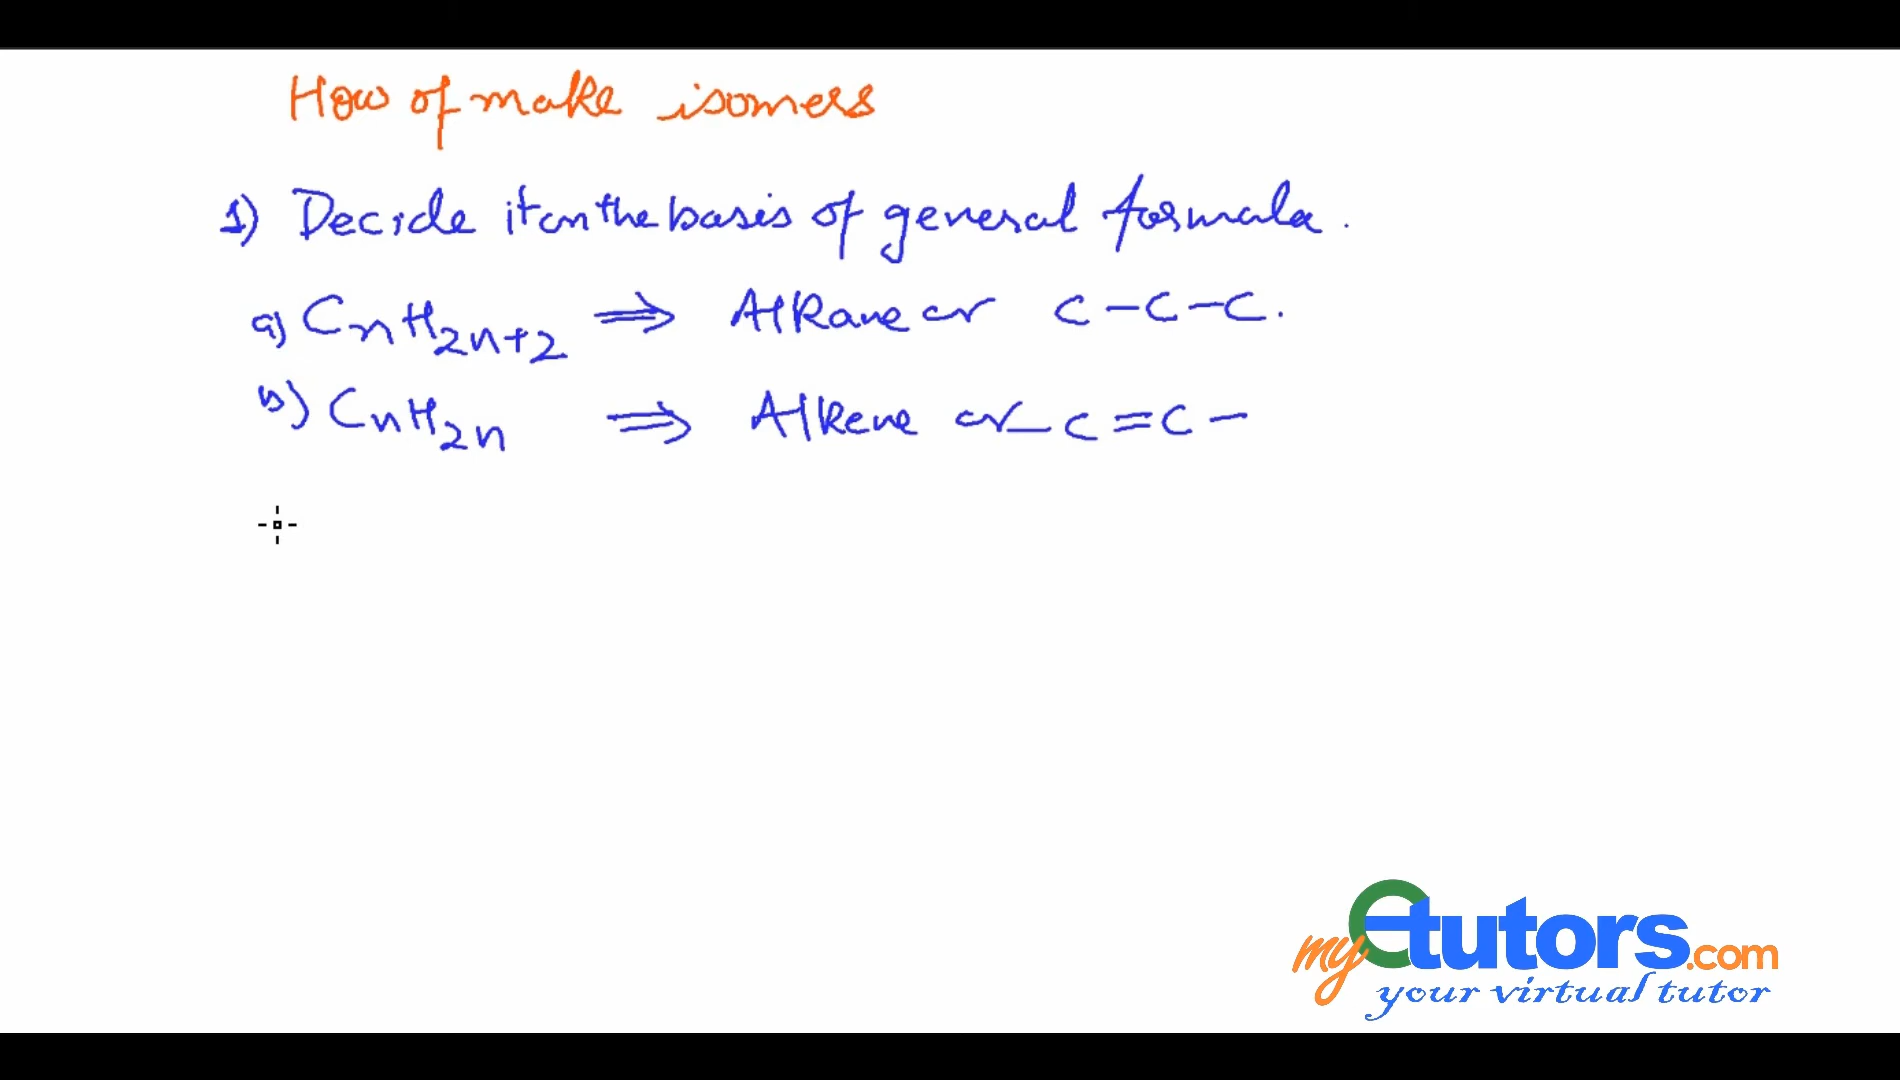 How of make isomers
1) Decide it on the basis of general formula.
a) CnH2n+2 ⇒ Alkane or C-C-C.
b) CnH2n ⇒ Alkene or -C=C-
myetutors.com
your virtual tutor